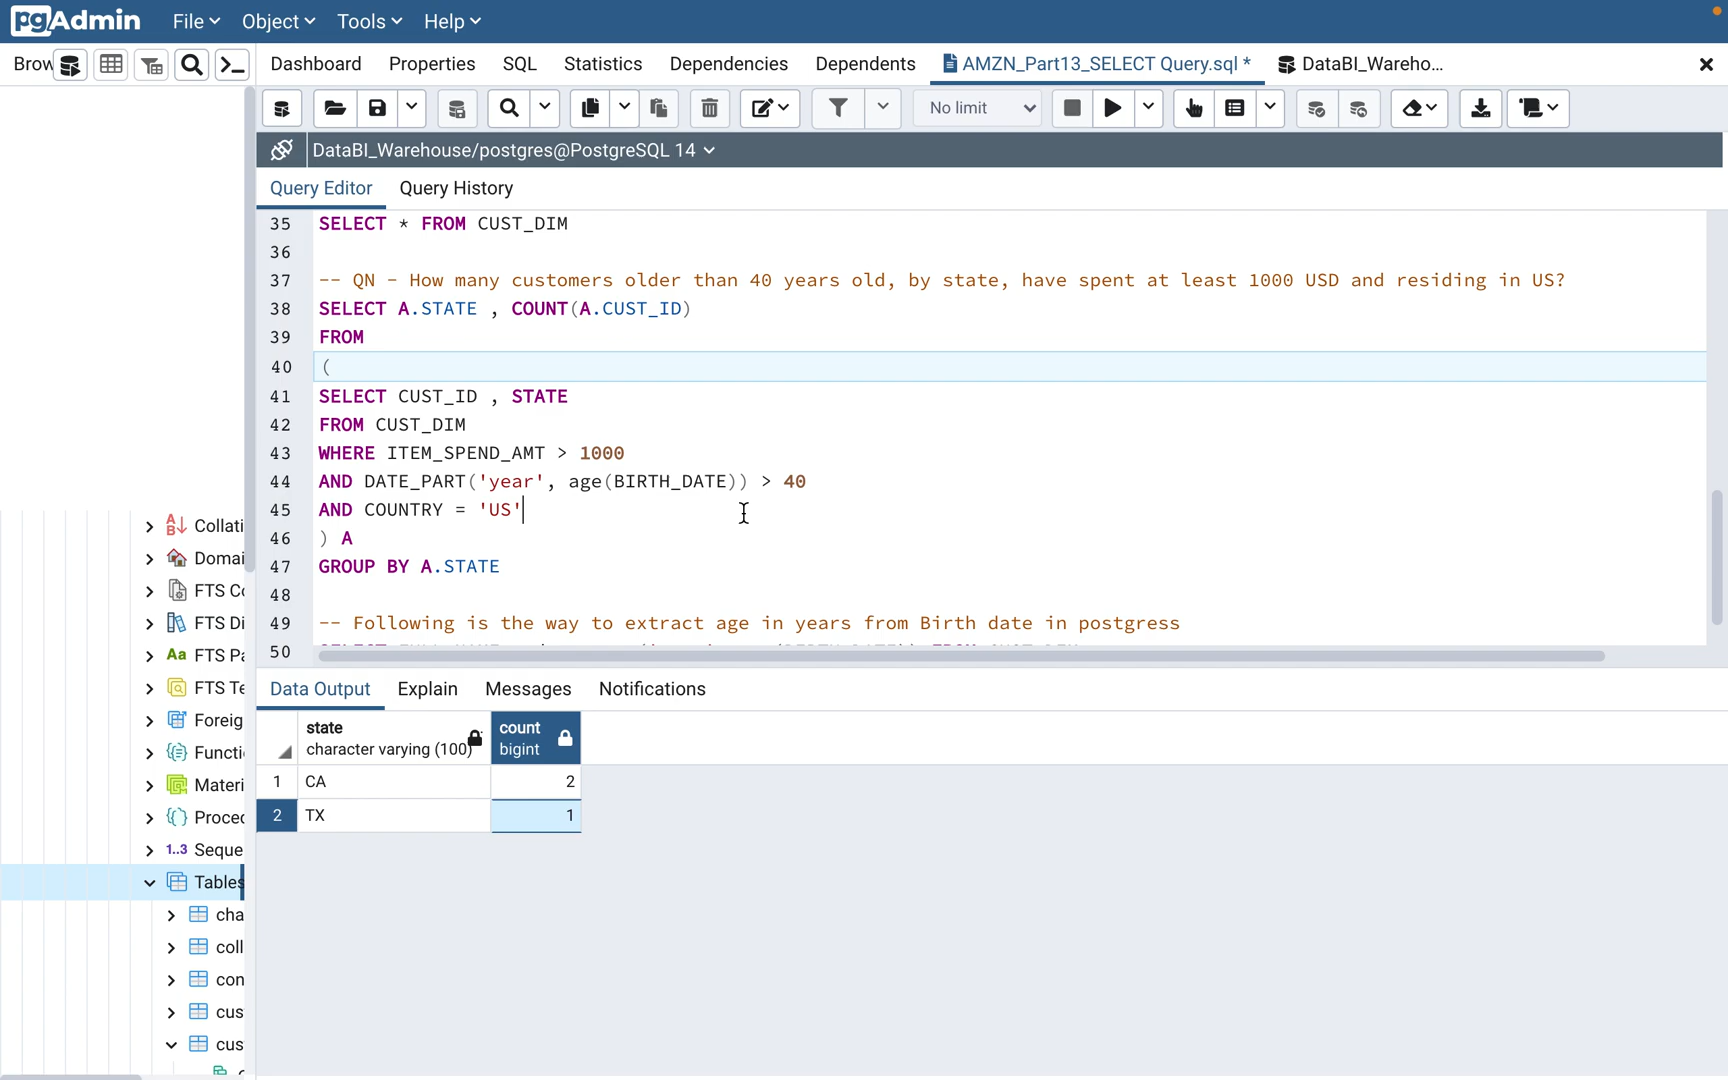 pgAdmin File Object Tools Help
Brow Dashboard Properties SQL Statistics Dependencies Dependents AMZN_Part13_SELECT Query.sql * DataBI_Wareho...
No limit
DataBI_Warehouse/postgres@PostgreSQL 14
Query Editor Query History
35 SELECT * FROM CUST_DIM
36
37 -- QN - How many customers older than 40 years old, by state, have spent at least 1000 USD and residing in US?
38 SELECT A.STATE , COUNT(A.CUST_ID)
39 FROM
40 (
41 SELECT CUST_ID , STATE
42 FROM CUST_DIM
43 WHERE ITEM_SPEND_AMT > 1000
44 AND DATE_PART('year', age(BIRTH_DATE)) > 40
45 AND COUNTRY = 'US'
46 ) A
47 GROUP BY A.STATE
48
49 -- Following is the way to extract age in years from Birth date in postgress
50
Collati
Domai
FTS Co
FTS Di
Aa FTS Pa
FTS Te
Foreig
Functi
Materi
Proced
1..3 Seque
Tables
cha
coll
con
cus
cus
Data Output Explain Messages Notifications
state count
character varying (100) bigint
1 CA 2
2 TX 1